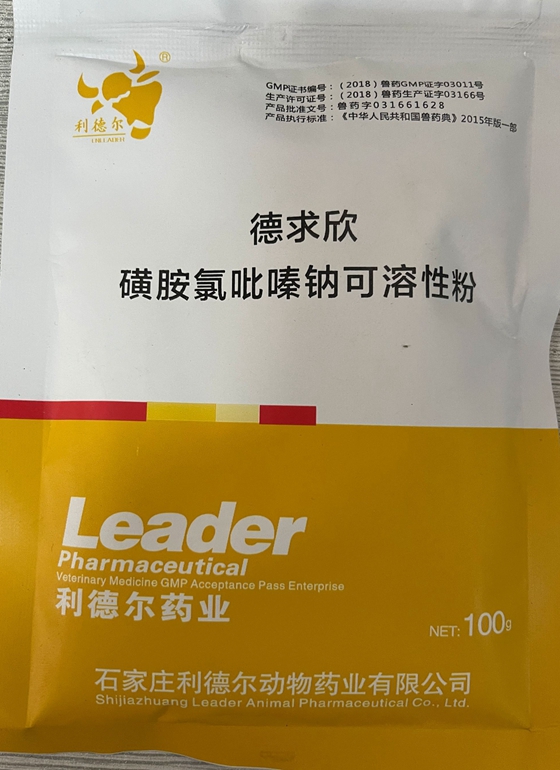 ®
利德尔
GMP证书编号：（2018）兽药GMP证字03011号
生产许可证号：（2018）兽药生产证字03166号
产品批准文号：兽药字031661628
产品执行标准：《中华人民共和国兽药典》2015年版一部
德求欣
磺胺氯吡嗪钠可溶性粉
Leader
Pharmaceutical
Veterinary Medicine GMP Acceptance Pass Enterprise
利德尔药业
NET: 100g
石家庄利德尔动物药业有限公司
Shijiazhuang Leader Animal Pharmaceutical Co., Ltd.